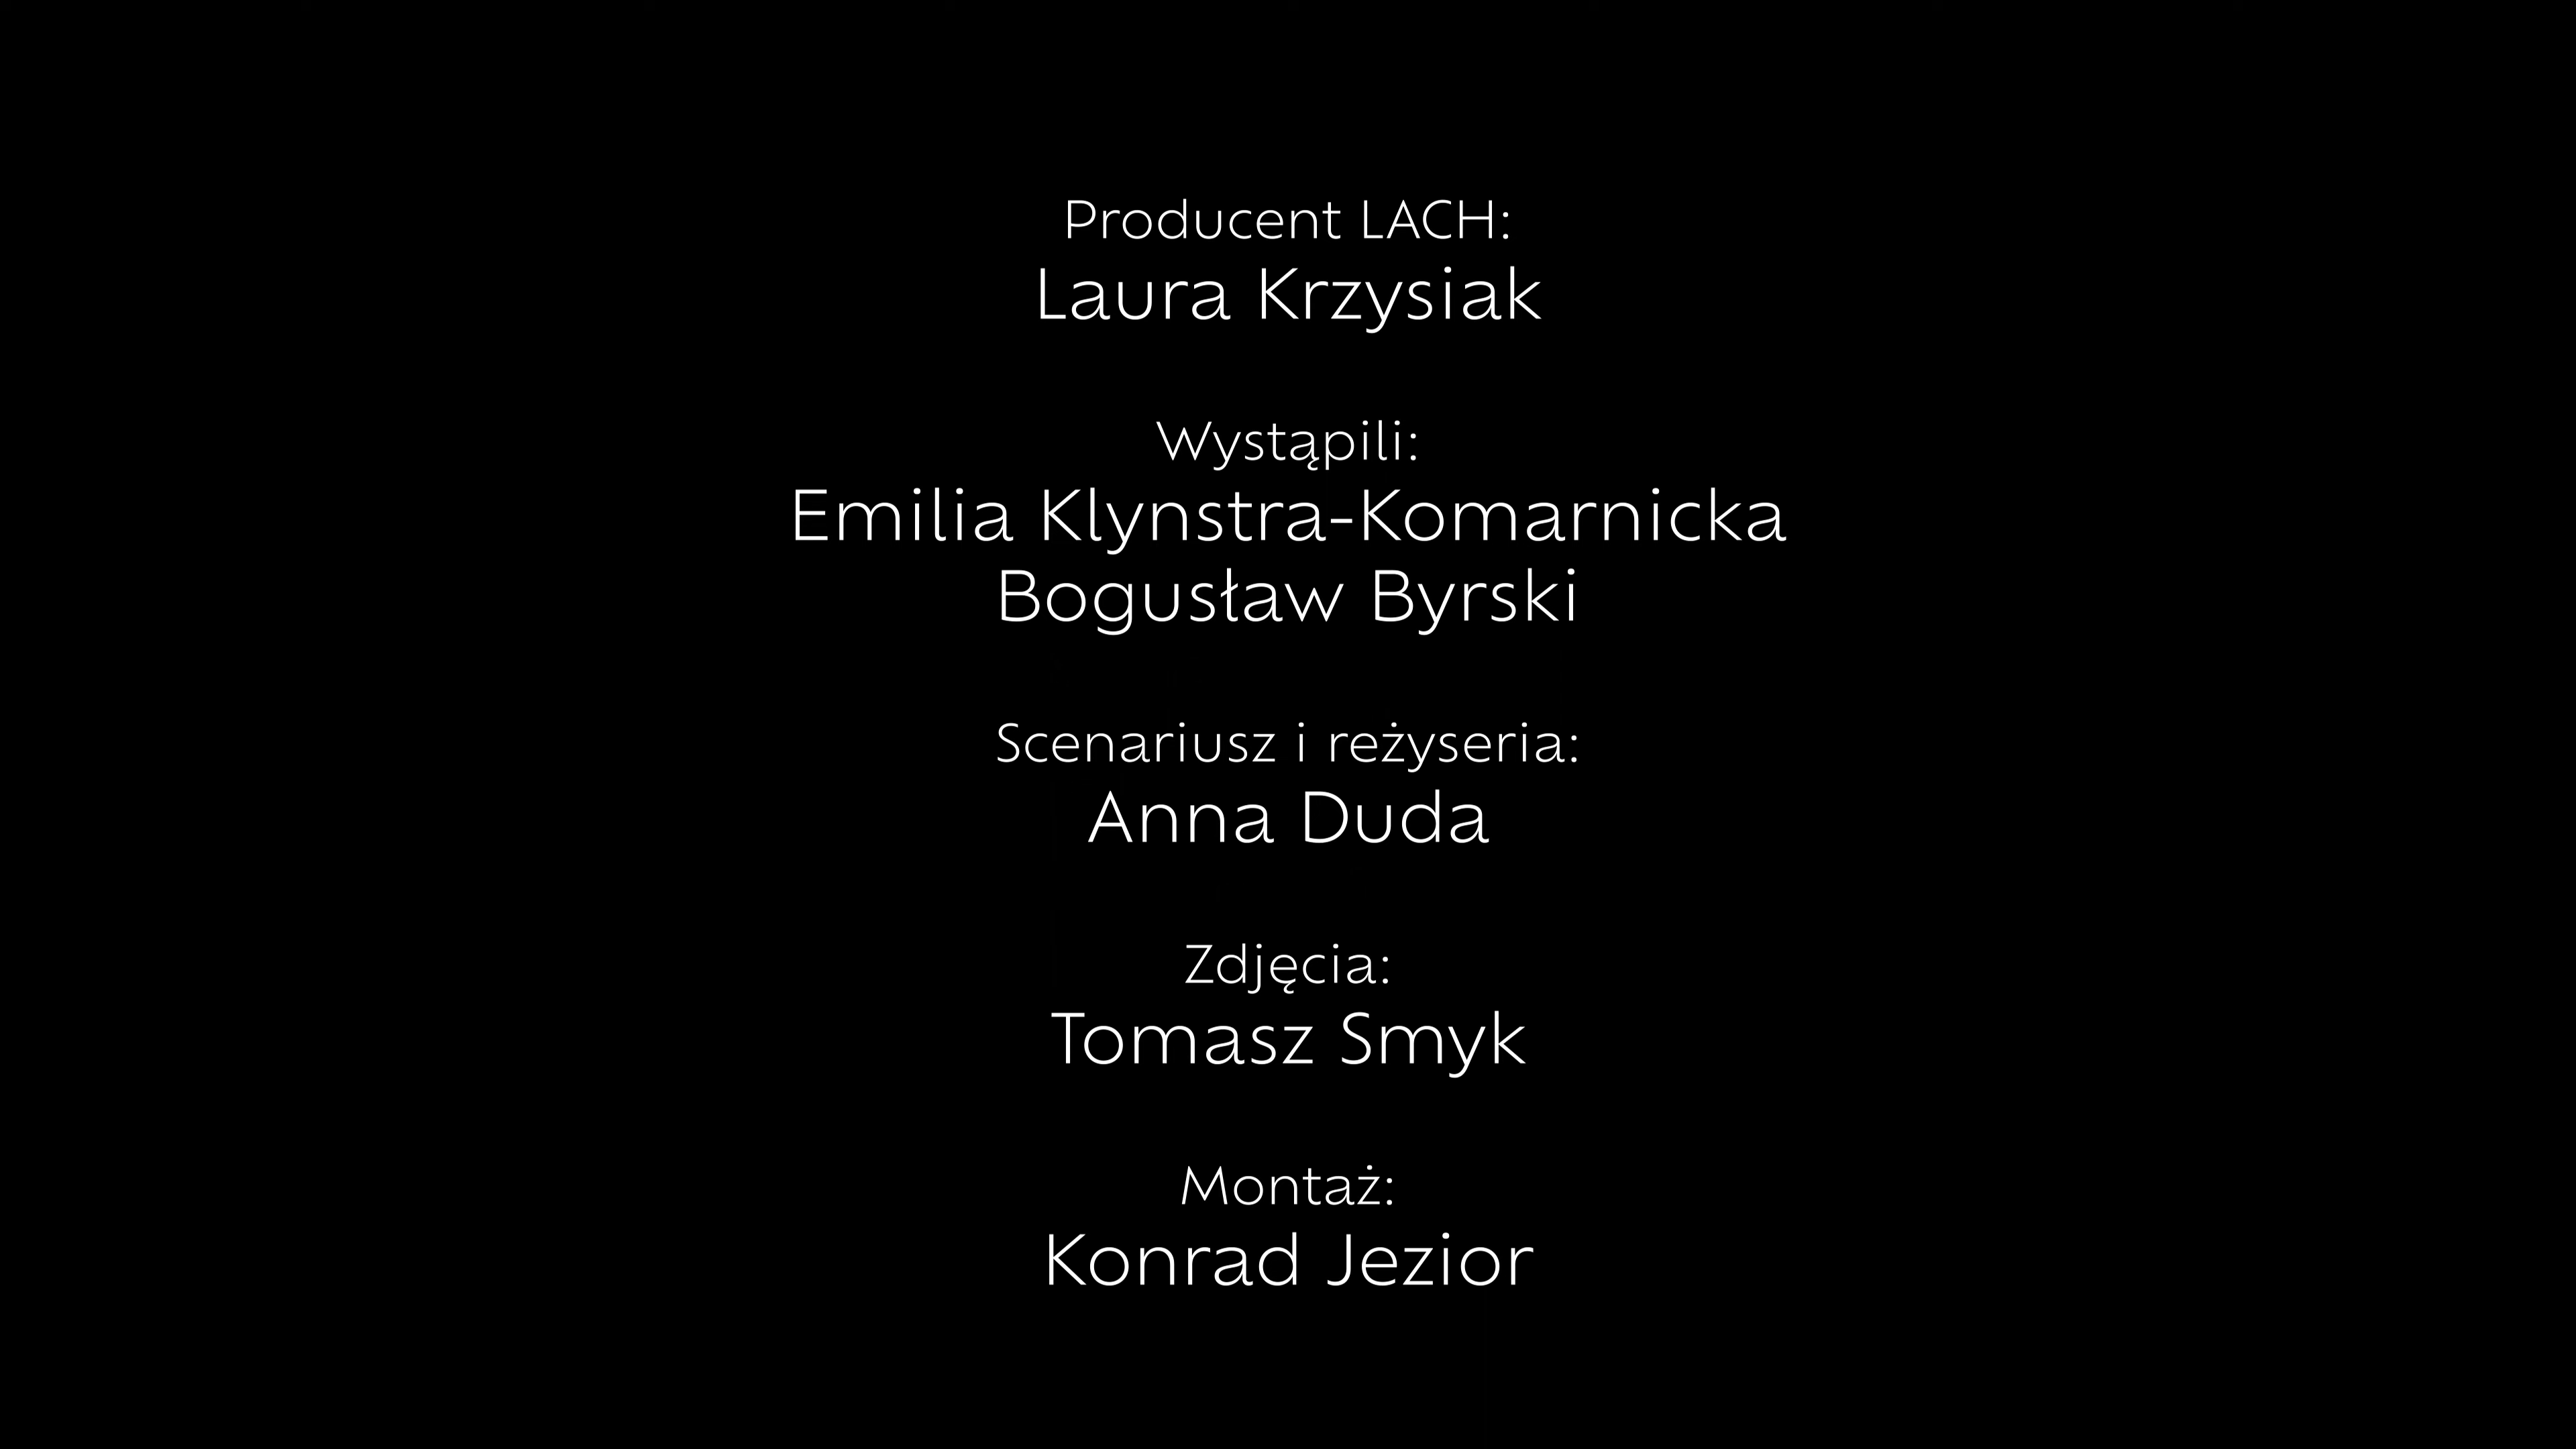 Producent LACH:
Laura Krzysiak
Wystąpili:
Emilia Klynstra-Komarnicka
Bogusław Byrski
Scenariusz i reżyseria:
Anna Duda
Zdjęcia:
Tomasz Smyk
Montaż:
Konrad Jezior